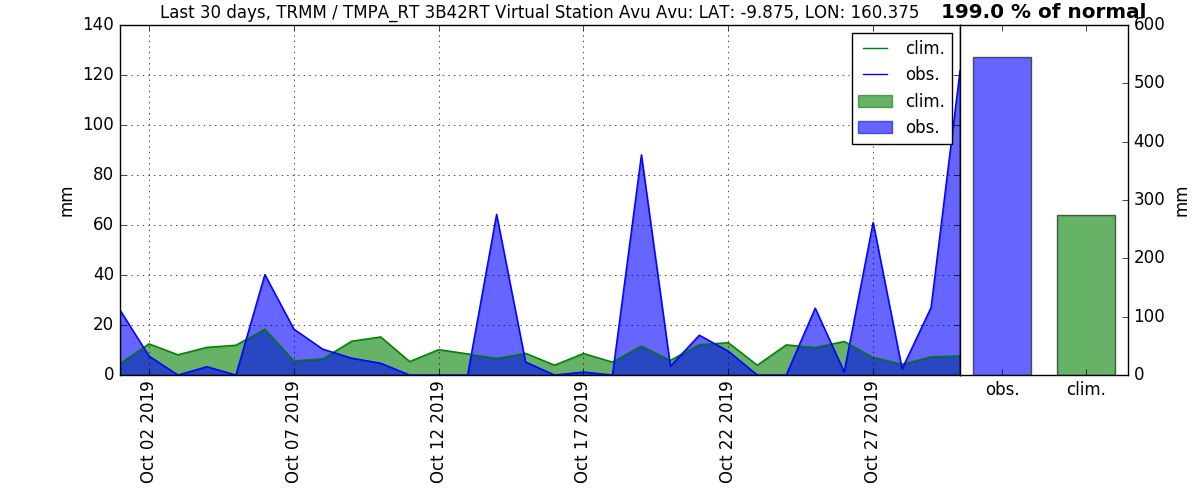 Last 30 days, TRMM / TMPA_RT 3B42RT Virtual Station Avu Avu: LAT: -9.875, LON: 160.375
199.0 % of normal
mm
140
120
100
80
60
40
20
0
clim.
obs.
clim.
obs.
600
500
400
300
200
100
0
mm
Oct 02 2019
Oct 07 2019
Oct 12 2019
Oct 17 2019
Oct 22 2019
Oct 27 2019
obs.
clim.